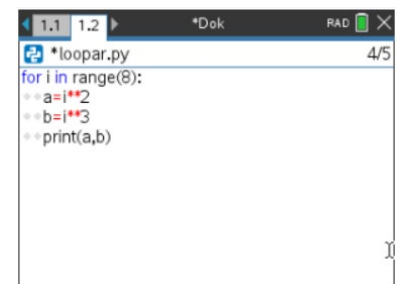 1.1 1.2 *Dok RAD
*loopar.py 4/5
for i in range(8):
a=i**2
b=i**3
print(a,b)